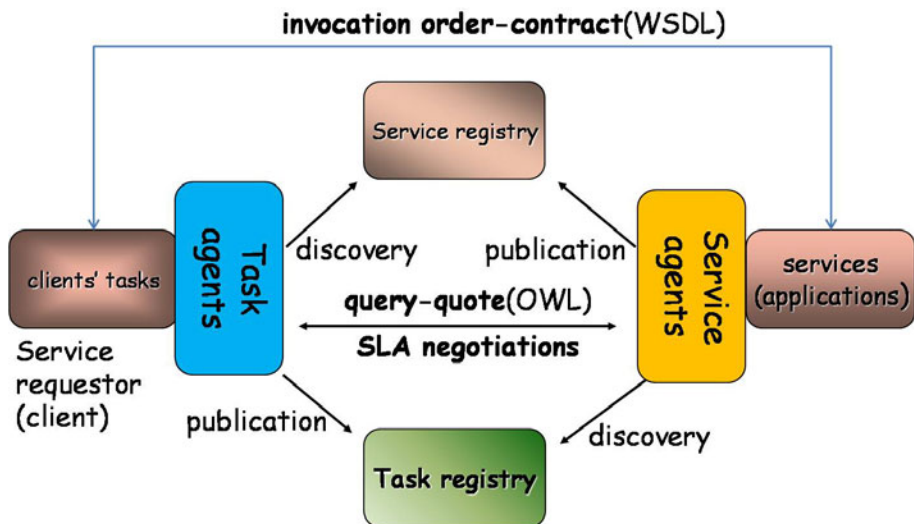 invocation order-contract(WSDL)
Service registry
Task
agents
Service
agents
discovery
publication
clients' tasks
services
(applications)
query-quote(OWL)
SLA negotiations
Service
requestor
(client)
publication
discovery
Task registry